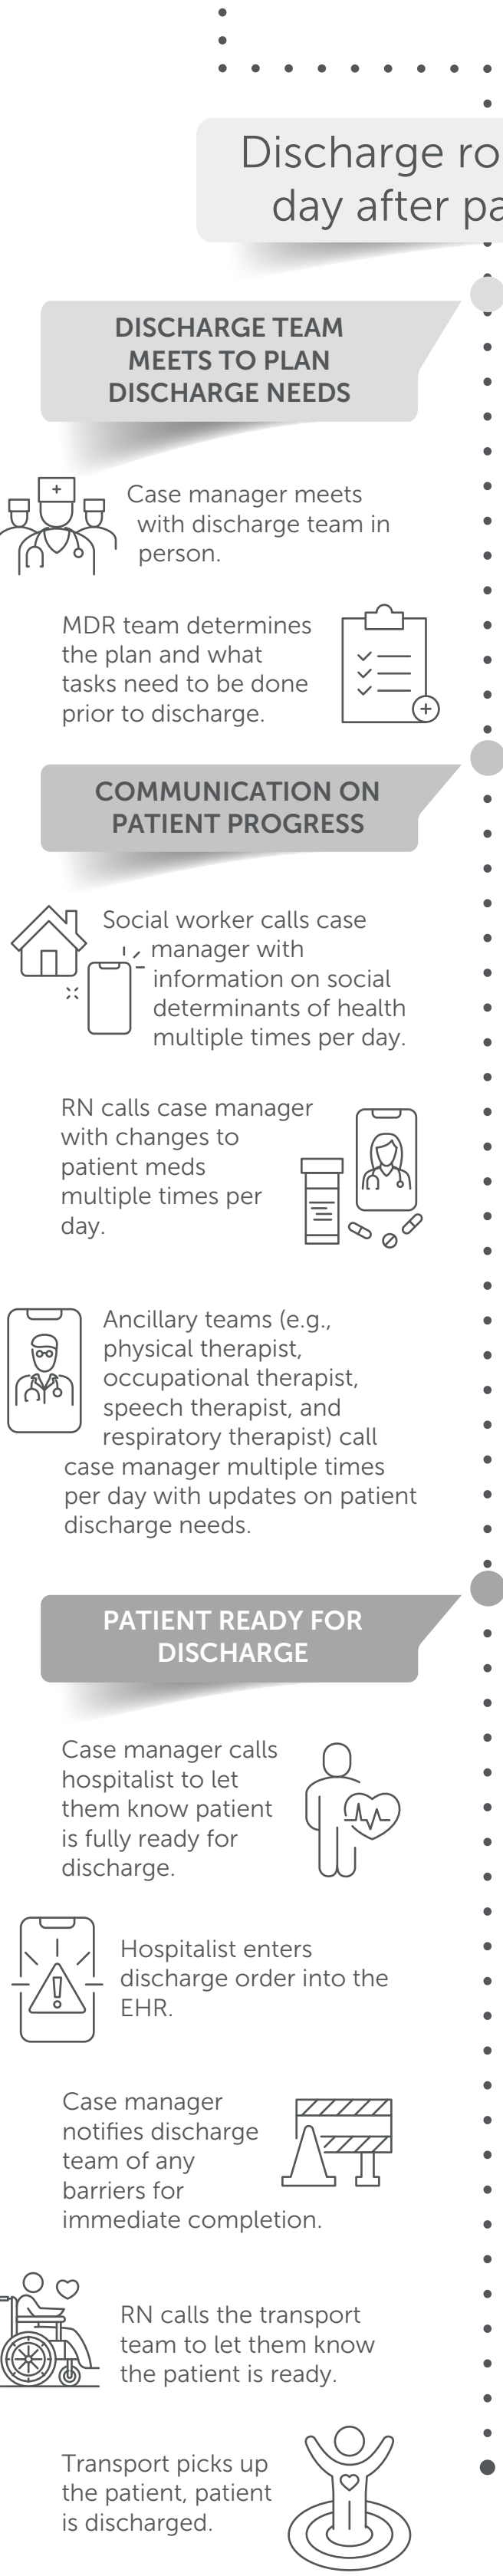 Discharge ro
day after pa
DISCHARGE TEAM
MEETS TO PLAN
DISCHARGE NEEDS
Case manager meets
with discharge team in
person.
MDR team determines
the plan and what
tasks need to be done
prior to discharge.
COMMUNICATION ON
PATIENT PROGRESS
Social worker calls case
manager with
information on social
determinants of health
multiple times per day.
RN calls case manager
with changes to
patient meds
multiple times per
day.
Ancillary teams (e.g.,
physical therapist,
occupational therapist,
speech therapist, and
respiratory therapist) call
case manager multiple times
per day with updates on patient
discharge needs.
PATIENT READY FOR
DISCHARGE
Case manager calls
hospitalist to let
them know patient
is fully ready for
discharge.
Hospitalist enters
discharge order into the
EHR.
Case manager
notifies discharge
team of any
barriers for
immediate completion.
RN calls the transport
team to let them know
the patient is ready.
Transport picks up
the patient, patient
is discharged.